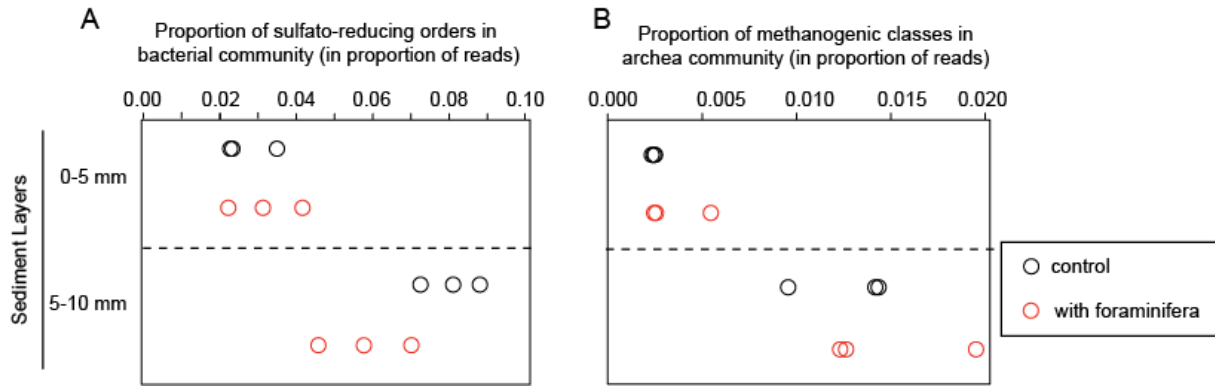 A
Proportion of sulfato-reducing orders in
bacterial community (in proportion of reads)
0.00 0.02 0.04 0.06 0.08 0.10
B
Proportion of methanogenic classes in
archea community (in proportion of reads)
0.000 0.005 0.010 0.015 0.020
Sediment Layers
0-5 mm
5-10 mm
control
with foraminifera